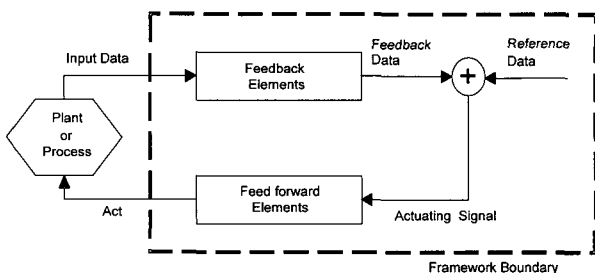 Input Data
Feedback
Elements
Feedback
Data
Reference
Data
+
Plant
or
Process
Act
Feed forward
Elements
Actuating Signal
Framework Boundary